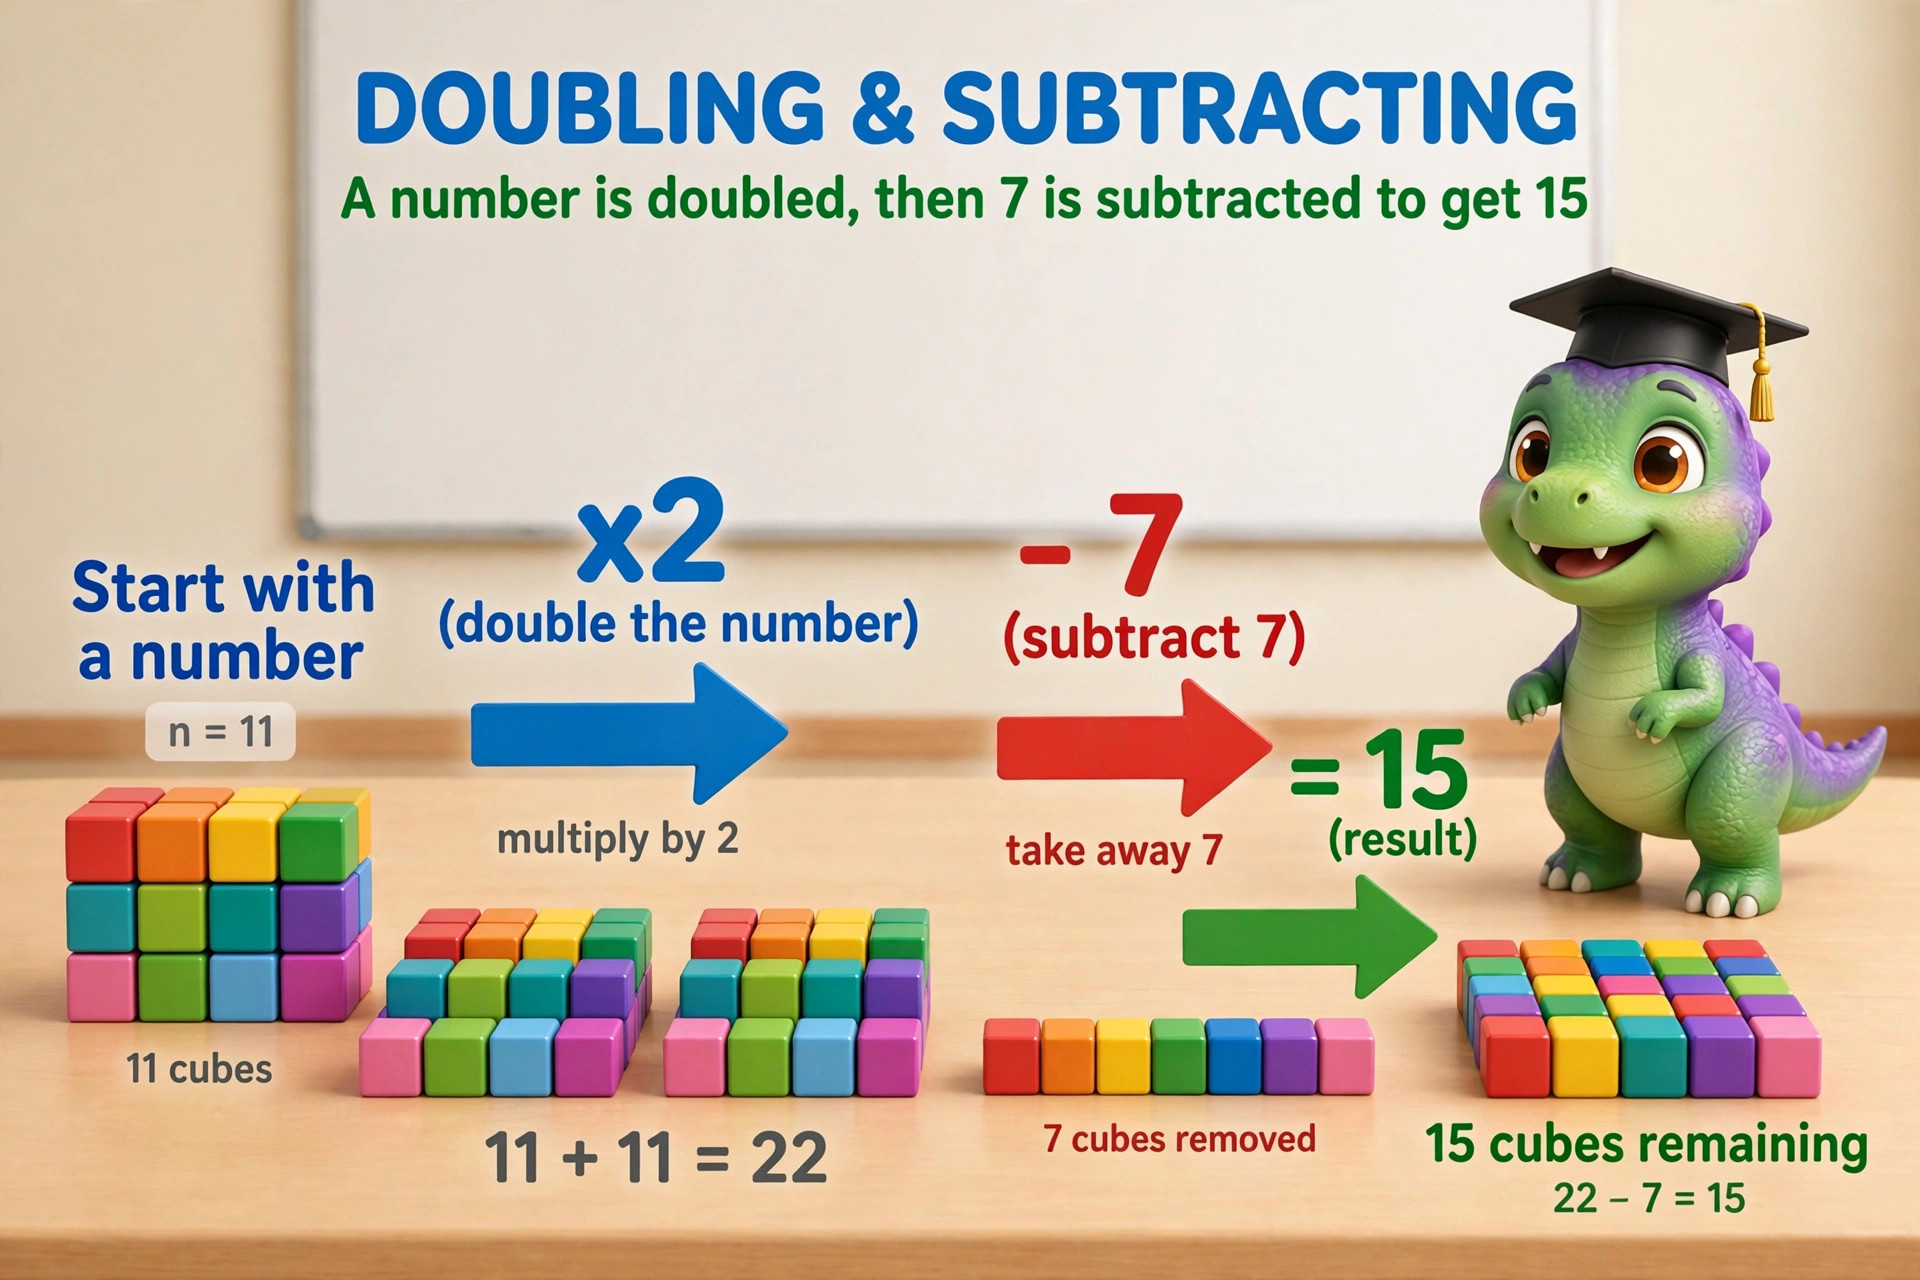 DOUBLING & SUBTRACTING
A number is doubled, then 7 is subtracted to get 15
Start with
a number
n = 11
11 cubes
x2
(double the number)
multiply by 2
11 + 11 = 22
- 7
(subtract 7)
take away 7
7 cubes removed
= 15
(result)
15 cubes remaining
22 – 7 = 15